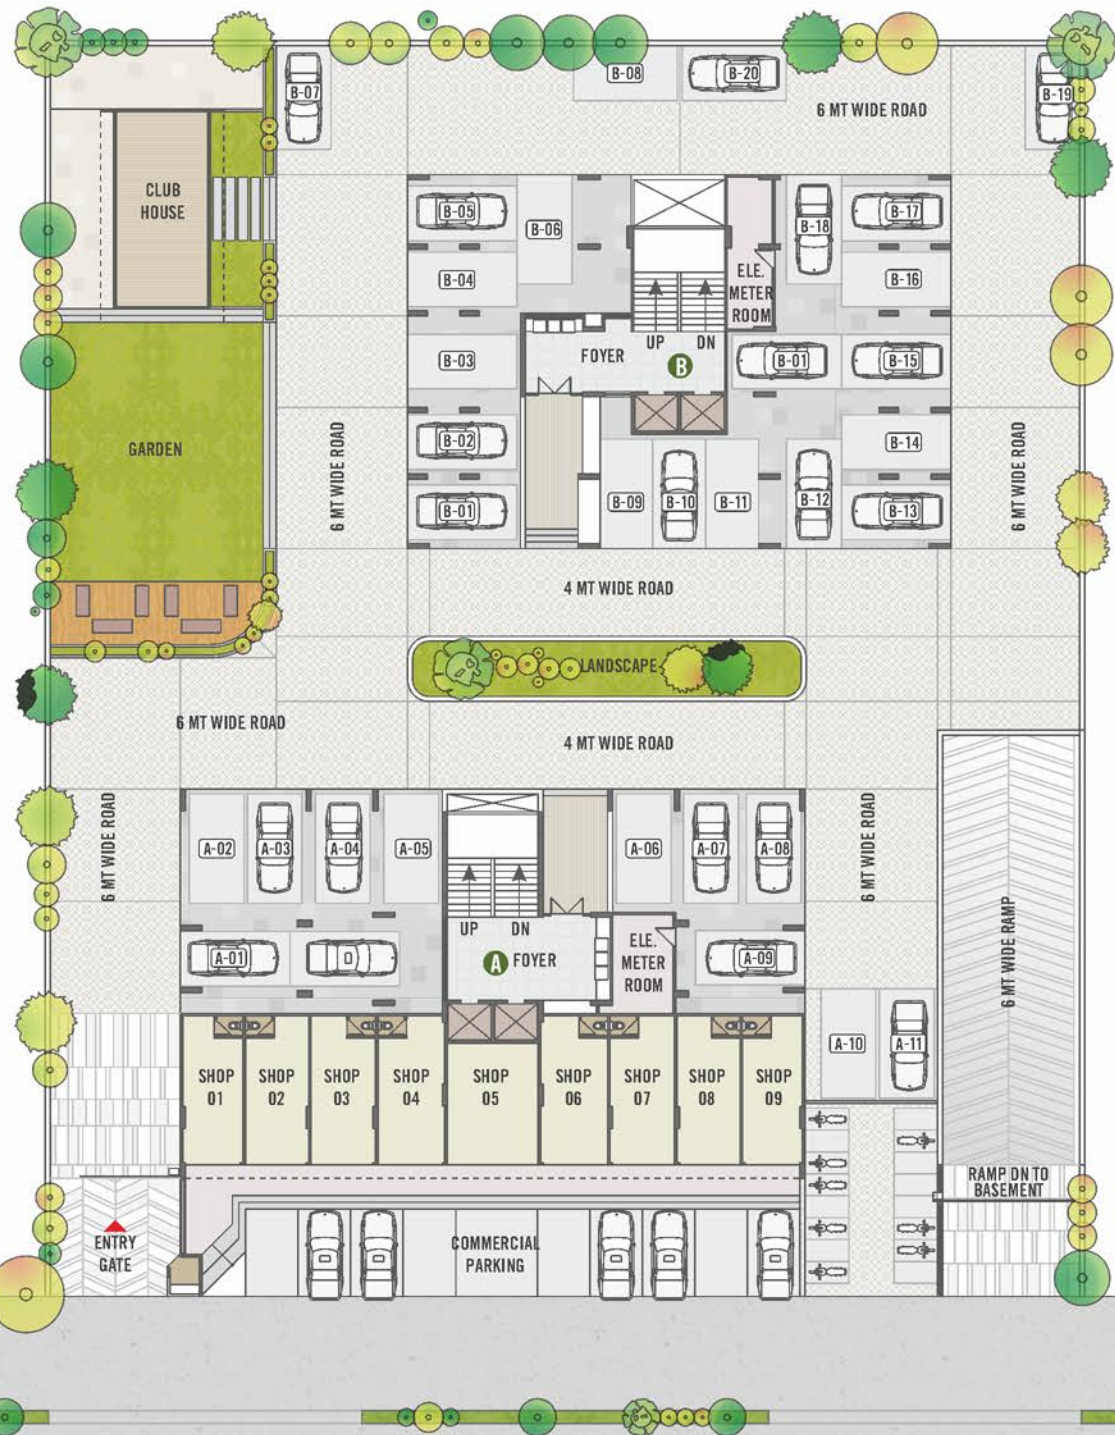 B-07
B-08
B-20
B-19
6 MT WIDE ROAD
CLUB
HOUSE
B-05
B-06
B-18
B-17
B-04
ELE.
METER
ROOM
B-16
UP
DN
FOYER
B
B-03
B-01
B-15
GARDEN
B-02
B-14
6 MT WIDE ROAD
6 MT WIDE ROAD
B-01
B-09
B-10
B-11
B-12
B-13
4 MT WIDE ROAD
LANDSCAPE
6 MT WIDE ROAD
4 MT WIDE ROAD
6 MT WIDE ROAD
A-02
A-03
A-04
A-05
A-06
A-07
A-08
6 MT WIDE ROAD
UP
DN
A
FOYER
ELE.
METER
ROOM
A-01
A-09
6 MT WIDE RAMP
A-10
A-11
SHOP
01
SHOP
02
SHOP
03
SHOP
04
SHOP
05
SHOP
06
SHOP
07
SHOP
08
SHOP
09
RAMP DN TO
BASEMENT
ENTRY
GATE
COMMERCIAL
PARKING